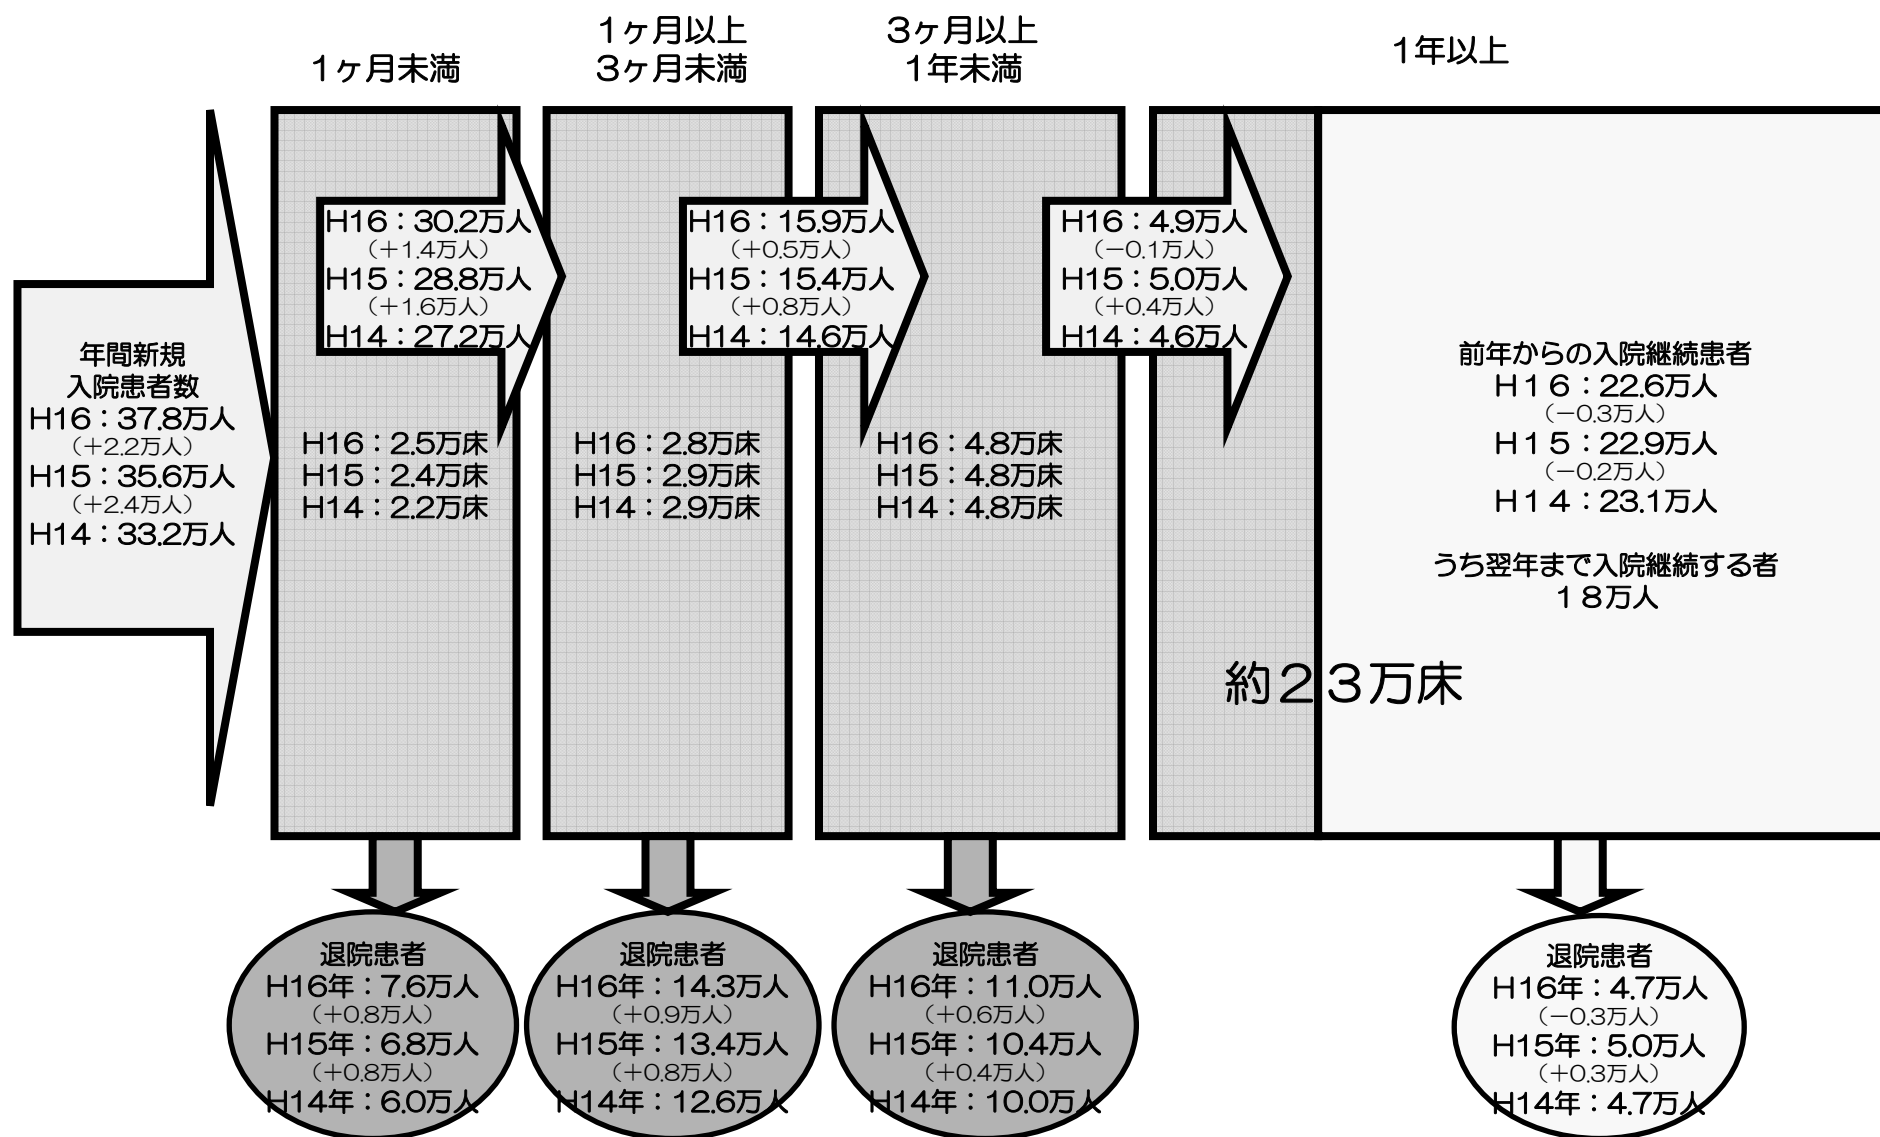 1ヶ月未満
1ヶ月以上
3ヶ月未満
3ヶ月以上
1年未満
1年以上
年間新規
入院患者数
H16：37.8万人
（＋2.2万人）
H15：35.6万人
（＋2.4万人）
H14：33.2万人
H16：30.2万人
（＋1.4万人）
H15：28.8万人
（＋1.6万人）
H14：27.2万人
H16：2.5万床
H15：2.4万床
H14：2.2万床
H16：15.9万人
（＋0.5万人）
H15：15.4万人
（＋0.8万人）
H14：14.6万人
H16：2.8万床
H15：2.9万床
H14：2.9万床
H16：4.9万人
（－0.1万人）
H15：5.0万人
（＋0.4万人）
H14：4.6万人
H16：4.8万床
H15：4.8万床
H14：4.8万床
前年からの入院継続患者
H１６：22.6万人
（－0.3万人）
H１５：22.9万人
（－0.2万人）
H１４：23.1万人
うち翌年まで入院継続する者
１８万人
約２３万床
退院患者
H16年：7.6万人
（＋0.8万人）
H15年：6.8万人
（＋0.8万人）
H14年：6.0万人
退院患者
H16年：14.3万人
（＋0.9万人）
H15年：13.4万人
（＋0.8万人）
H14年：12.6万人
退院患者
H16年：11.0万人
（＋0.6万人）
H15年：10.4万人
（＋0.4万人）
H14年：10.0万人
退院患者
H16年：4.7万人
（－0.3万人）
H15年：5.0万人
（＋0.3万人）
H14年：4.7万人